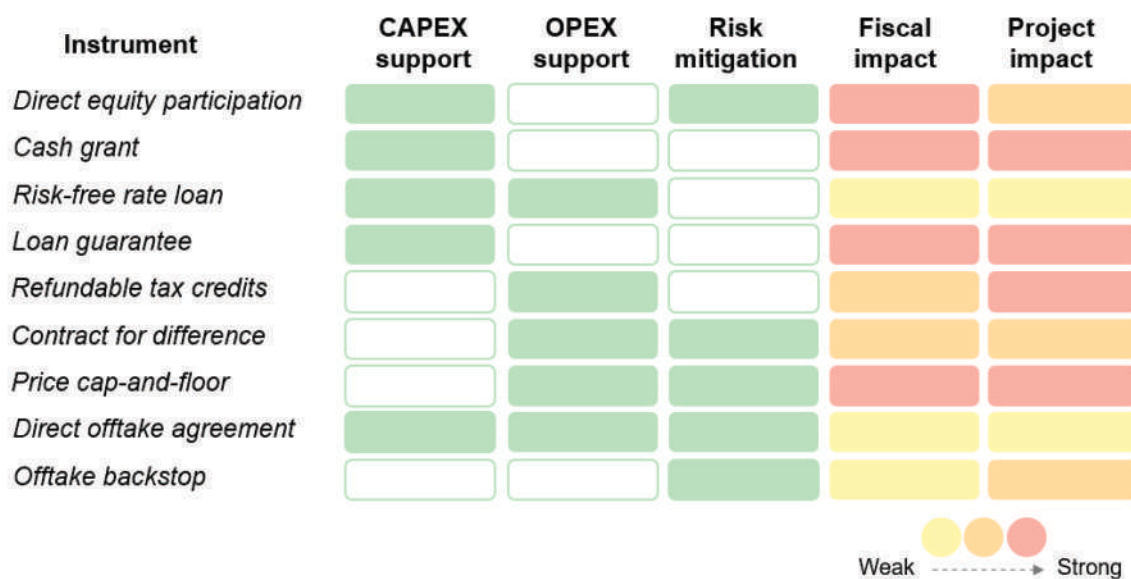 Instrument
CAPEX
support
OPEX
support
Risk
mitigation
Fiscal
impact
Project
impact
Direct equity participation
Cash grant
Risk-free rate loan
Loan guarantee
Refundable tax credits
Contract for difference
Price cap-and-floor
Direct offtake agreement
Offtake backstop
Weak
Strong